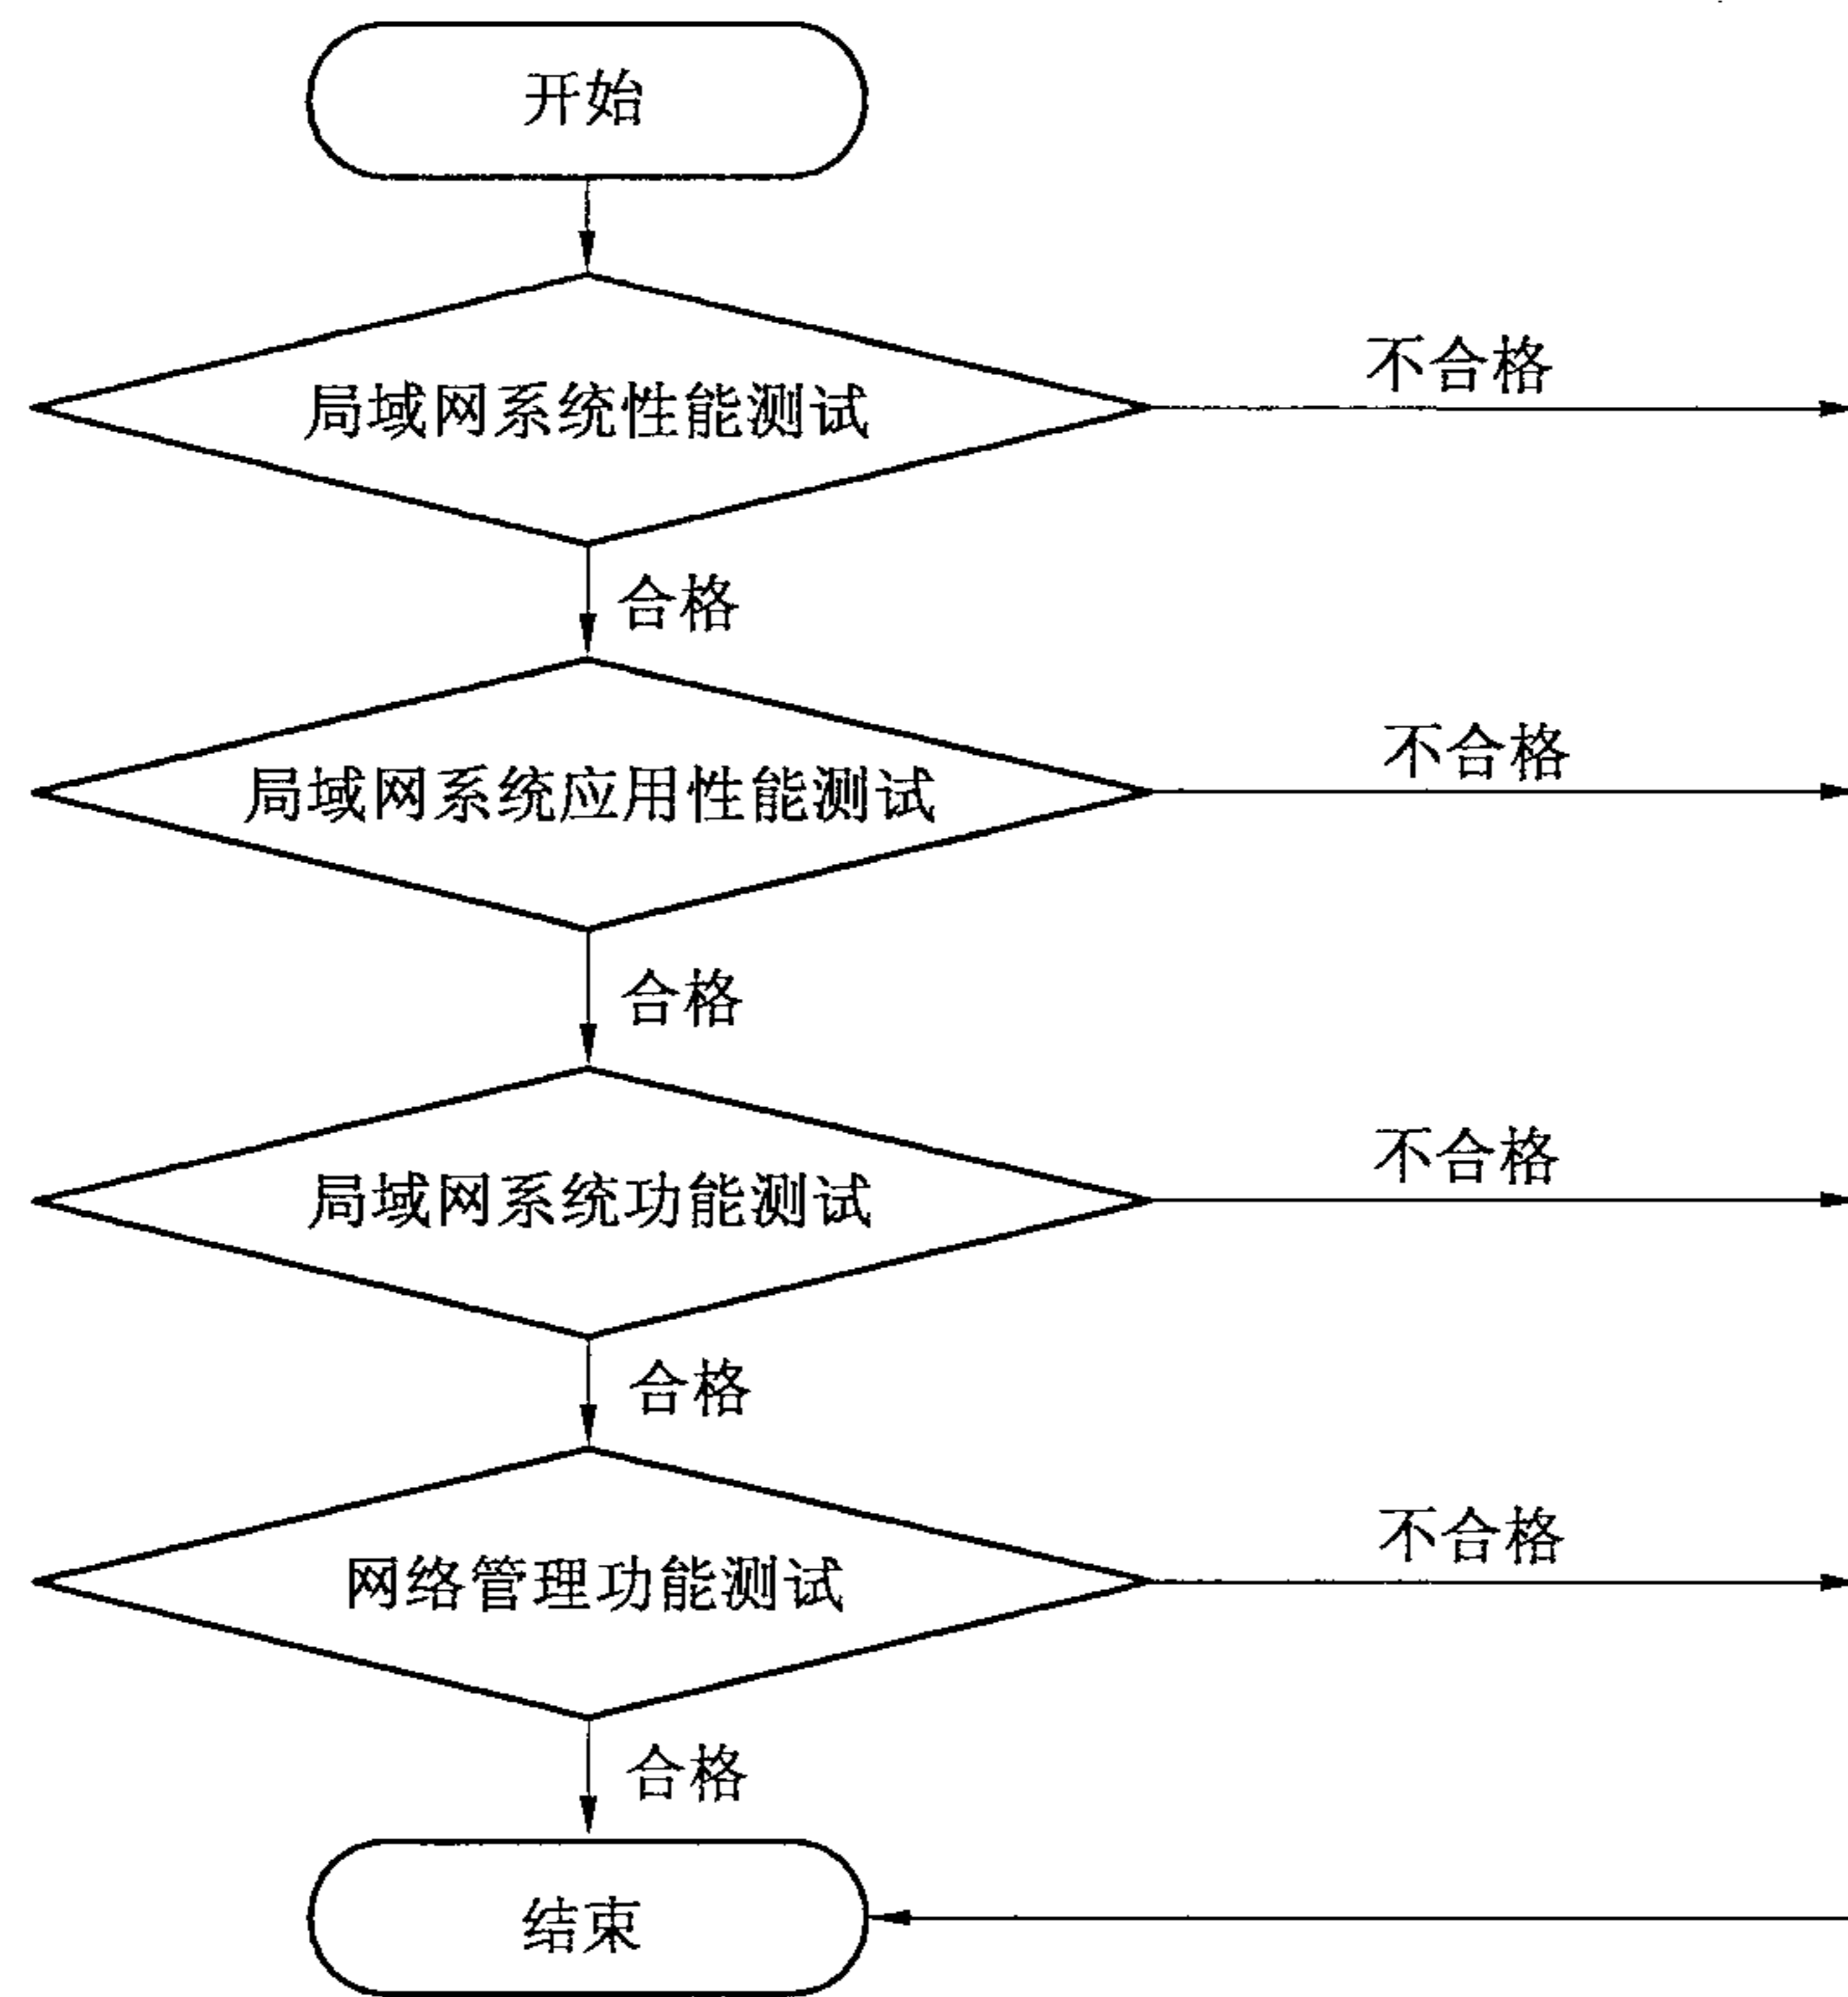 开始
局域网系统性能测试
不合格
合格
局域网系统应用性能测试
不合格
合格
局域网系统功能测试
不合格
合格
网络管理功能测试
不合格
合格
结束